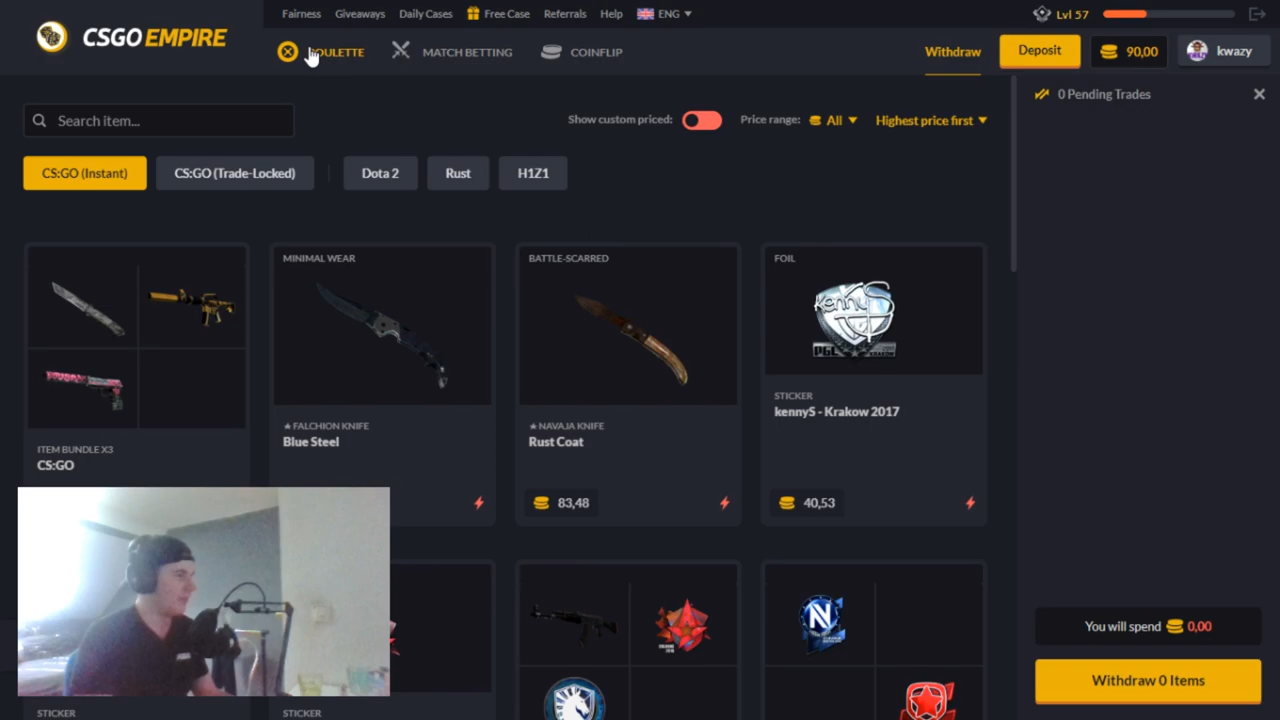 Fairness Giveaways Daily Cases Free Case Referrals Help ENG Lvl 57
CSGOEMPIRE ROULETTE MATCH BETTING COINFLIP Withdraw Deposit 90,00 kwazy
0 Pending Trades
Search item... Show custom priced: Price range: All Highest price first
CS:GO (Instant) CS:GO (Trade-Locked) Dota 2 Rust H1Z1
MINIMAL WEAR BATTLE-SCARRED FOIL
kennyS
PGL
STICKER
kennyS - Krakow 2017
★ FALCHION KNIFE ★ NAVAJA KNIFE
Blue Steel Rust Coat
ITEM BUNDLE X3
CS:GO
83,48 40,53
You will spend 0,00
Withdraw 0 Items
STICKER STICKER